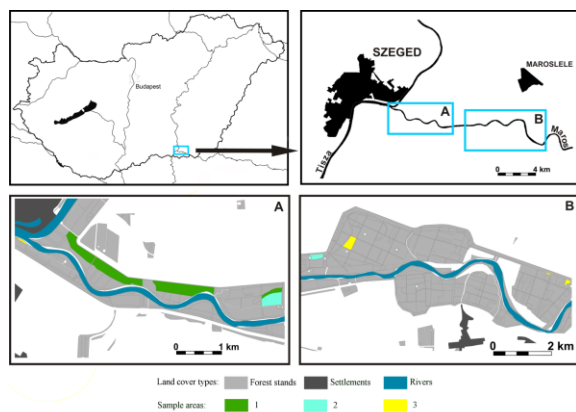 Budapest
SZEGED
MAROSLELE
A
B
Maros
Tisza
0 4 km
A
0 1 km
B
0 2 km
Land cover types: Forest stands Settlements Rivers
Sample areas: 1 2 3